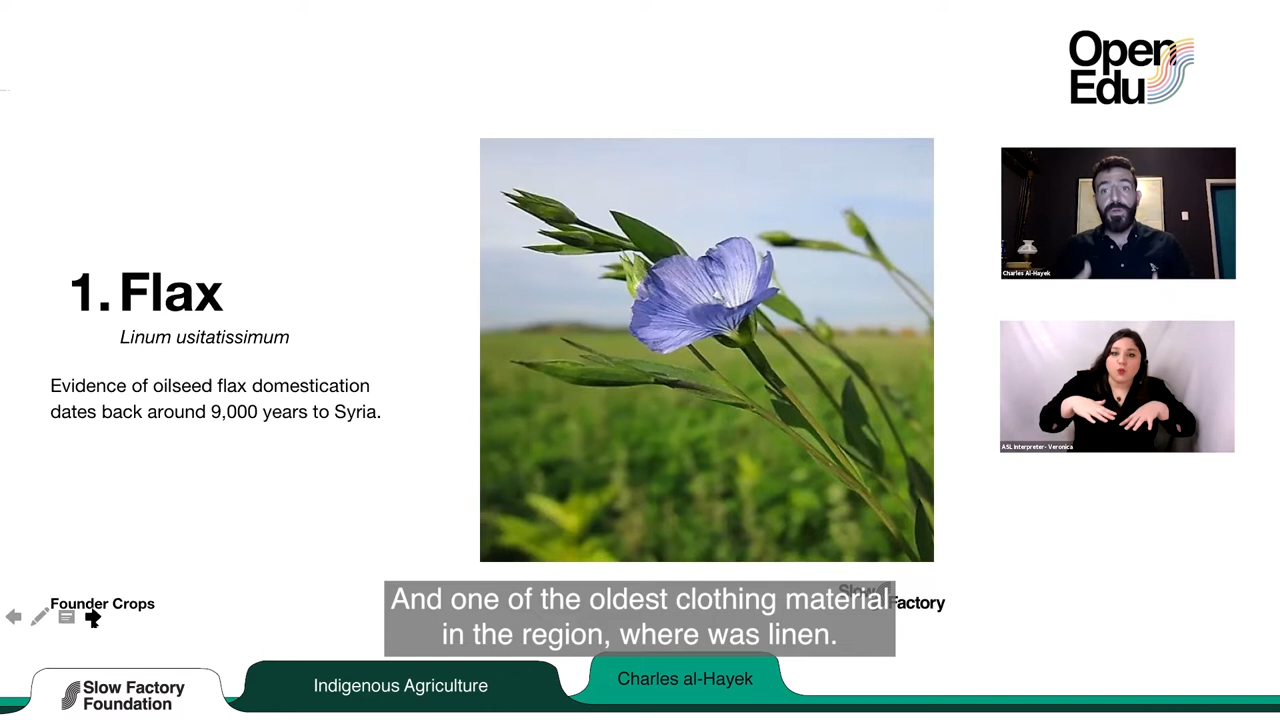 Open
Edu
1. Flax
Linum usitatissimum
Evidence of oilseed flax domestication
dates back around 9,000 years to Syria.
Charles Al-Hayek
ASL Interpreter- Veronica
Founder Crops
Slow Factory
And one of the oldest clothing material
in the region, where was linen.
Slow Factory
Foundation
Indigenous Agriculture
Charles al-Hayek